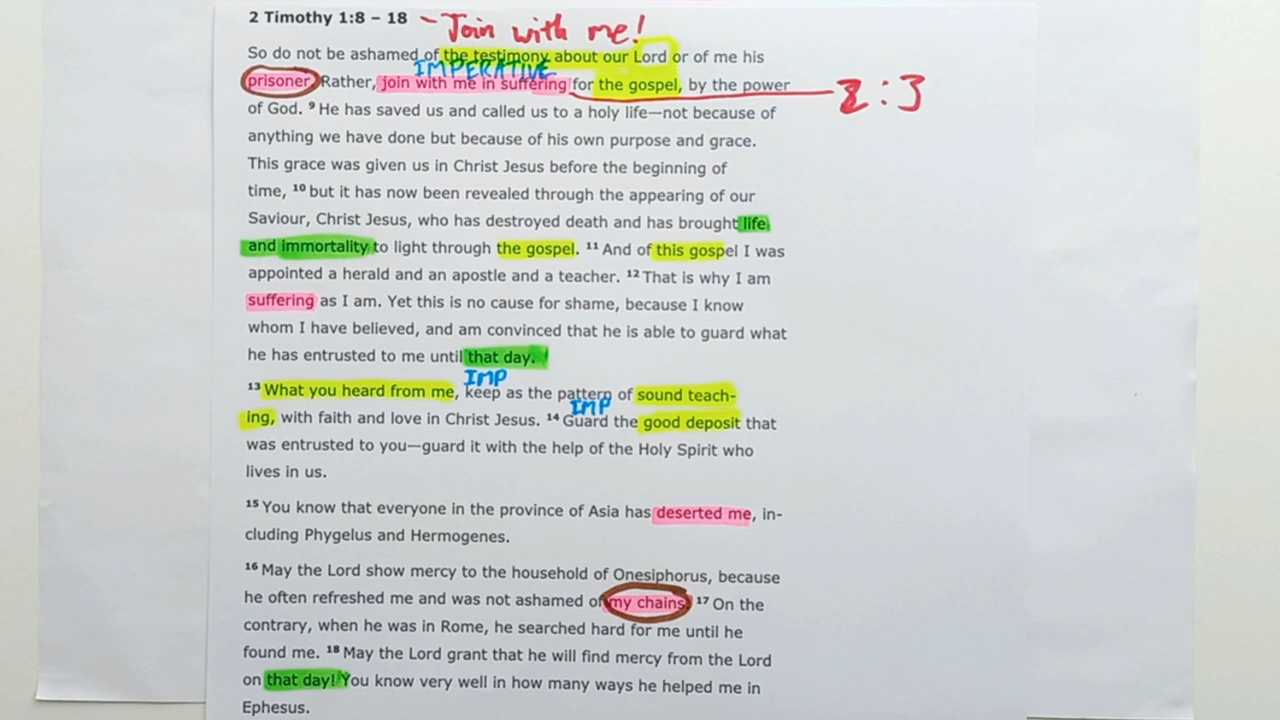 2 Timothy 1:8 – 18 – Join with me!
So do not be ashamed of the testimony about our Lord or of me his
IMPERATIVE
prisoner. Rather, join with me in suffering for the gospel, by the power
2:3
of God. ⁹ He has saved us and called us to a holy life—not because of
anything we have done but because of his own purpose and grace.
This grace was given us in Christ Jesus before the beginning of
time, ¹⁰ but it has now been revealed through the appearing of our
Saviour, Christ Jesus, who has destroyed death and has brought life
and immortality to light through the gospel. ¹¹ And of this gospel I was
appointed a herald and an apostle and a teacher. ¹² That is why I am
suffering as I am. Yet this is no cause for shame, because I know
whom I have believed, and am convinced that he is able to guard what
he has entrusted to me until that day.
IMP
¹³ What you heard from me, keep as the pattern of sound teach-
IMP
ing, with faith and love in Christ Jesus. ¹⁴ Guard the good deposit that
was entrusted to you—guard it with the help of the Holy Spirit who
lives in us.
¹⁵ You know that everyone in the province of Asia has deserted me, in-
cluding Phygelus and Hermogenes.
¹⁶ May the Lord show mercy to the household of Onesiphorus, because
he often refreshed me and was not ashamed of my chains. ¹⁷ On the
contrary, when he was in Rome, he searched hard for me until he
found me. ¹⁸ May the Lord grant that he will find mercy from the Lord
on that day! You know very well in how many ways he helped me in
Ephesus.